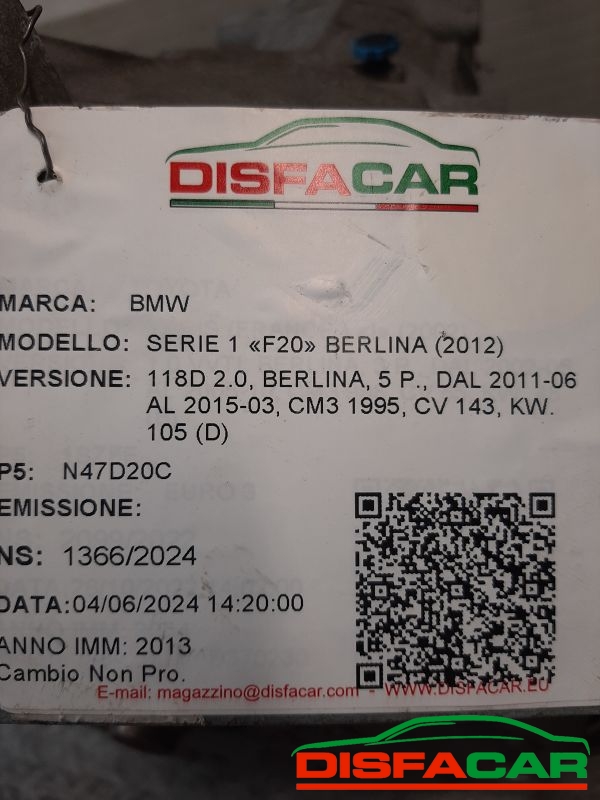 DISFACAR
MARCA: BMW
MODELLO: SERIE 1 «F20» BERLINA (2012)
VERSIONE: 118D 2.0, BERLINA, 5 P., DAL 2011-06
AL 2015-03, CM3 1995, CV 143, KW.
105 (D)
P5: N47D20C
EMISSIONE:
NS: 1366/2024
DATA:04/06/2024 14:20:00
ANNO IMM: 2013
Cambio Non Pro.
E-mail: magazzino@disfacar.com - WWW.DISFACAR.EU
DISFACAR